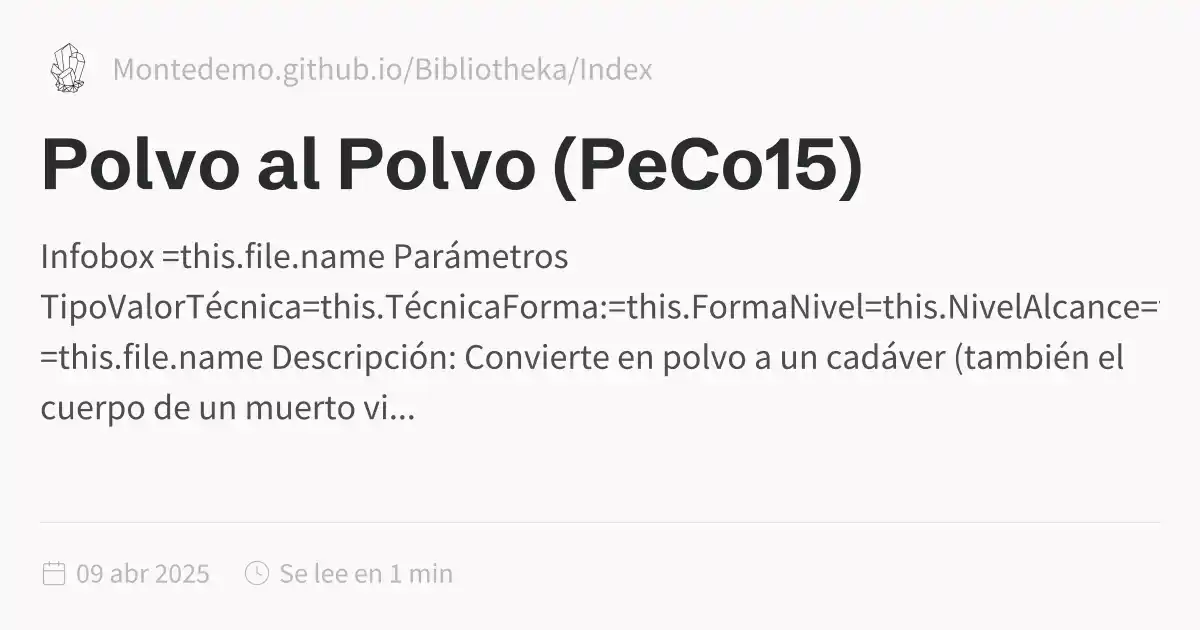 Montedemo.github.io/Bibliotheka/Index
Polvo al Polvo (PeCo15)
Infobox =this.file.name Parámetros
TipoValorTécnica=this.TécnicaForma:=this.FormaNivel=this.NivelAlcance=
=this.file.name Descripción: Convierte en polvo a un cadáver (también el
cuerpo de un muerto vi...
09 abr 2025 Se lee en 1 min